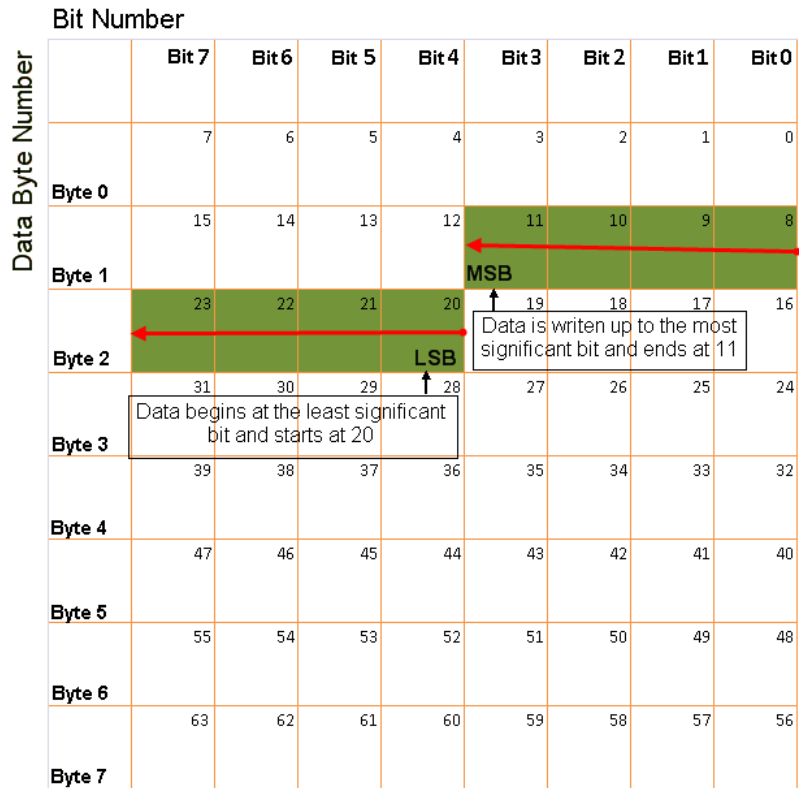 Bit Number
Data Byte Number
Bit 7 Bit 6 Bit 5 Bit 4 Bit 3 Bit 2 Bit 1 Bit 0
7 6 5 4 3 2 1 0
Byte 0
15 14 13 12 11 10 9 8
Byte 1 MSB
23 22 21 20 19 18 17 16
Data is writen up to the most
significant bit and ends at 11
Byte 2 LSB
31 30 29 28 27 26 25 24
Data begins at the least significant
bit and starts at 20
Byte 3
39 38 37 36 35 34 33 32
Byte 4
47 46 45 44 43 42 41 40
Byte 5
55 54 53 52 51 50 49 48
Byte 6
63 62 61 60 59 58 57 56
Byte 7